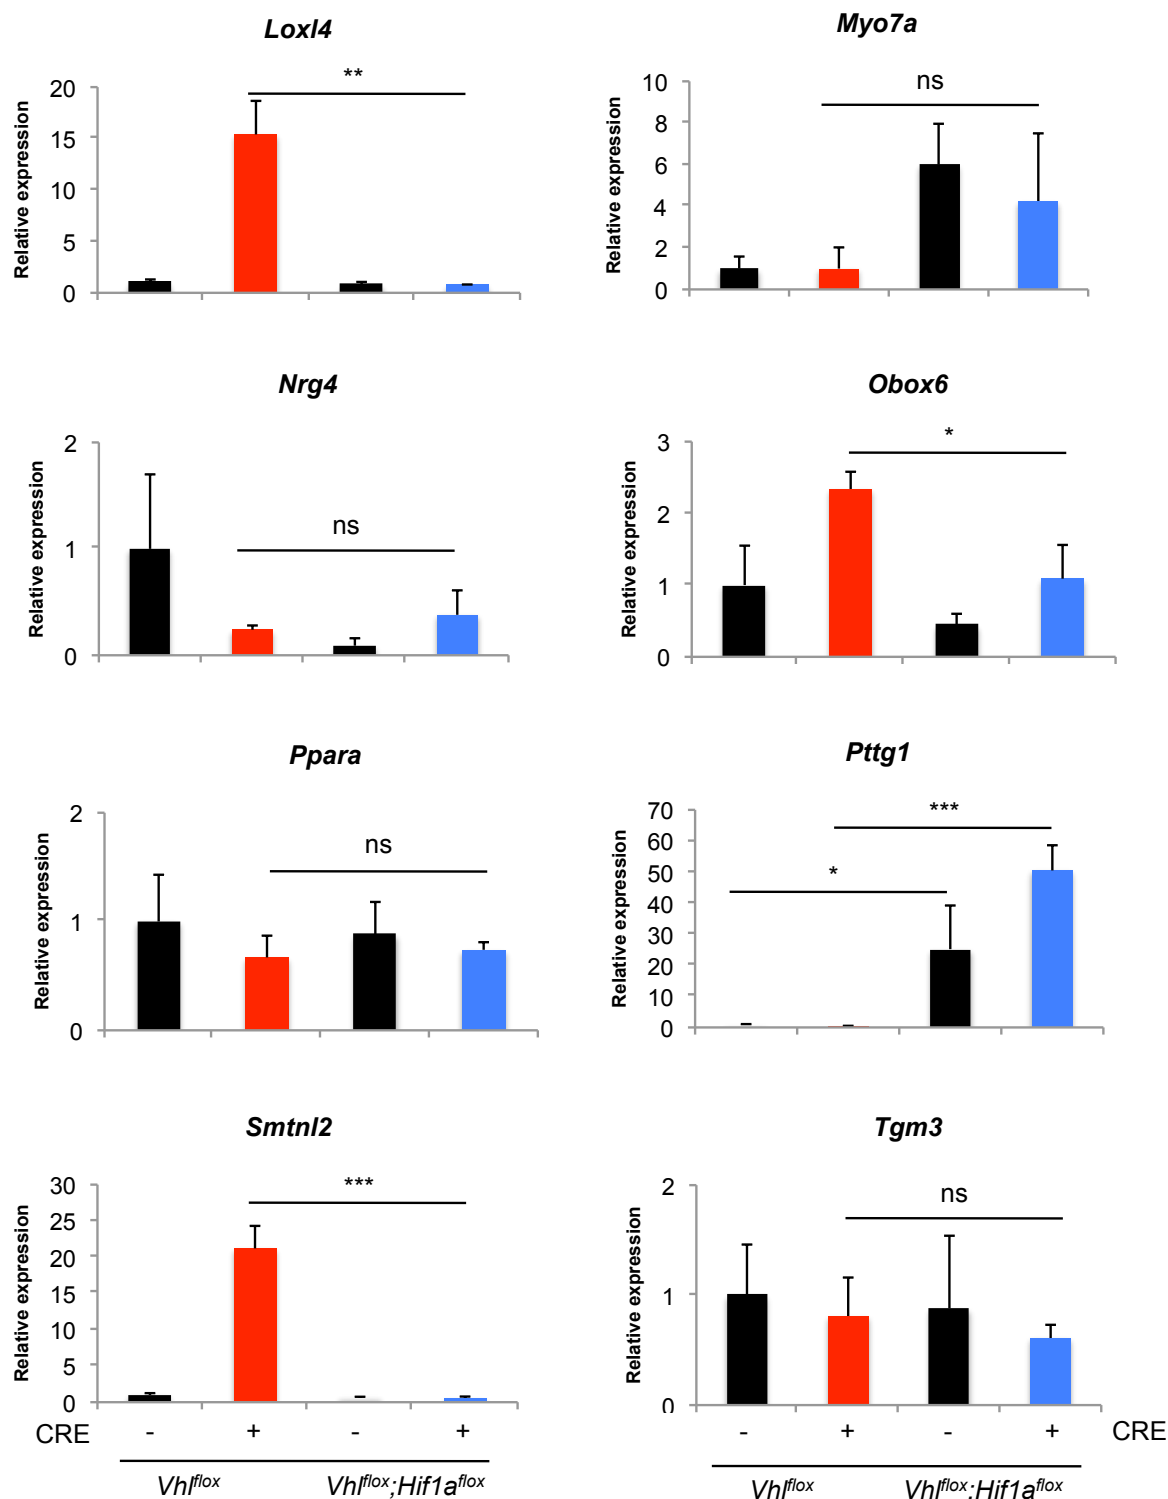 Loxl4
Relative expression
20
15
10
5
0
**
Myo7a
Relative expression
10
8
6
4
2
0
ns
Nrg4
Relative expression
2
1
0
ns
Obox6
Relative expression
3
2
1
0
*
Ppara
Relative expression
2
1
0
ns
Pttg1
Relative expression
70
60
50
40
30
20
10
0
*
***
Smtnl2
Relative expression
30
25
20
15
10
5
0
***
CRE - + - +
Vhlflox Vhlflox;Hif1aflox
Tgm3
Relative expression
2
1
0
ns
- + - + CRE
Vhlflox Vhlflox;Hif1aflox